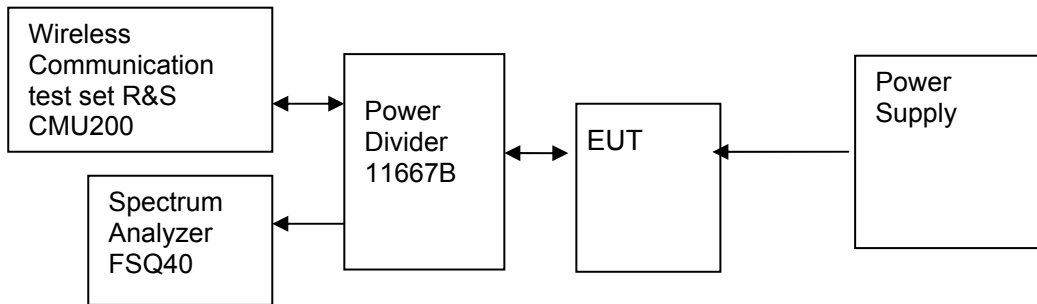 Wireless
Communication
test set R&S
CMU200
Power
Divider
11667B
EUT
Power
Supply
Spectrum
Analyzer
FSQ40